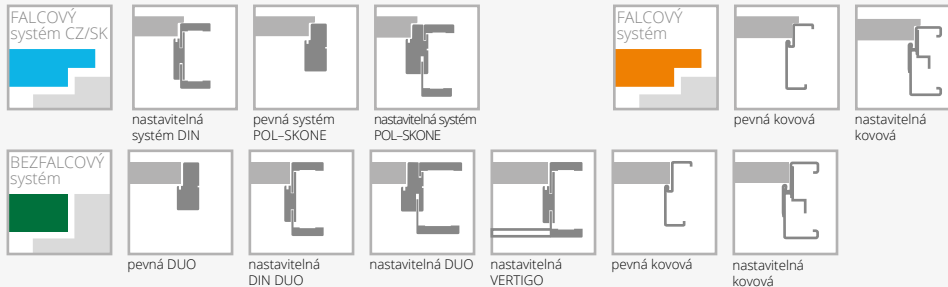 FALCOVÝ
systém CZ/SK
nastavitelná
systém DIN
pevná systém
POL–SKONE
nastavitelná systém
POL–SKONE
FALCOVÝ
systém
pevná kovová
nastavitelná
kovová
BEZFALCOVÝ
systém
pevná DUO
nastavitelná
DIN DUO
nastavitelná DUO
nastavitelná
VERTIGO
pevná kovová
nastavitelná
kovová